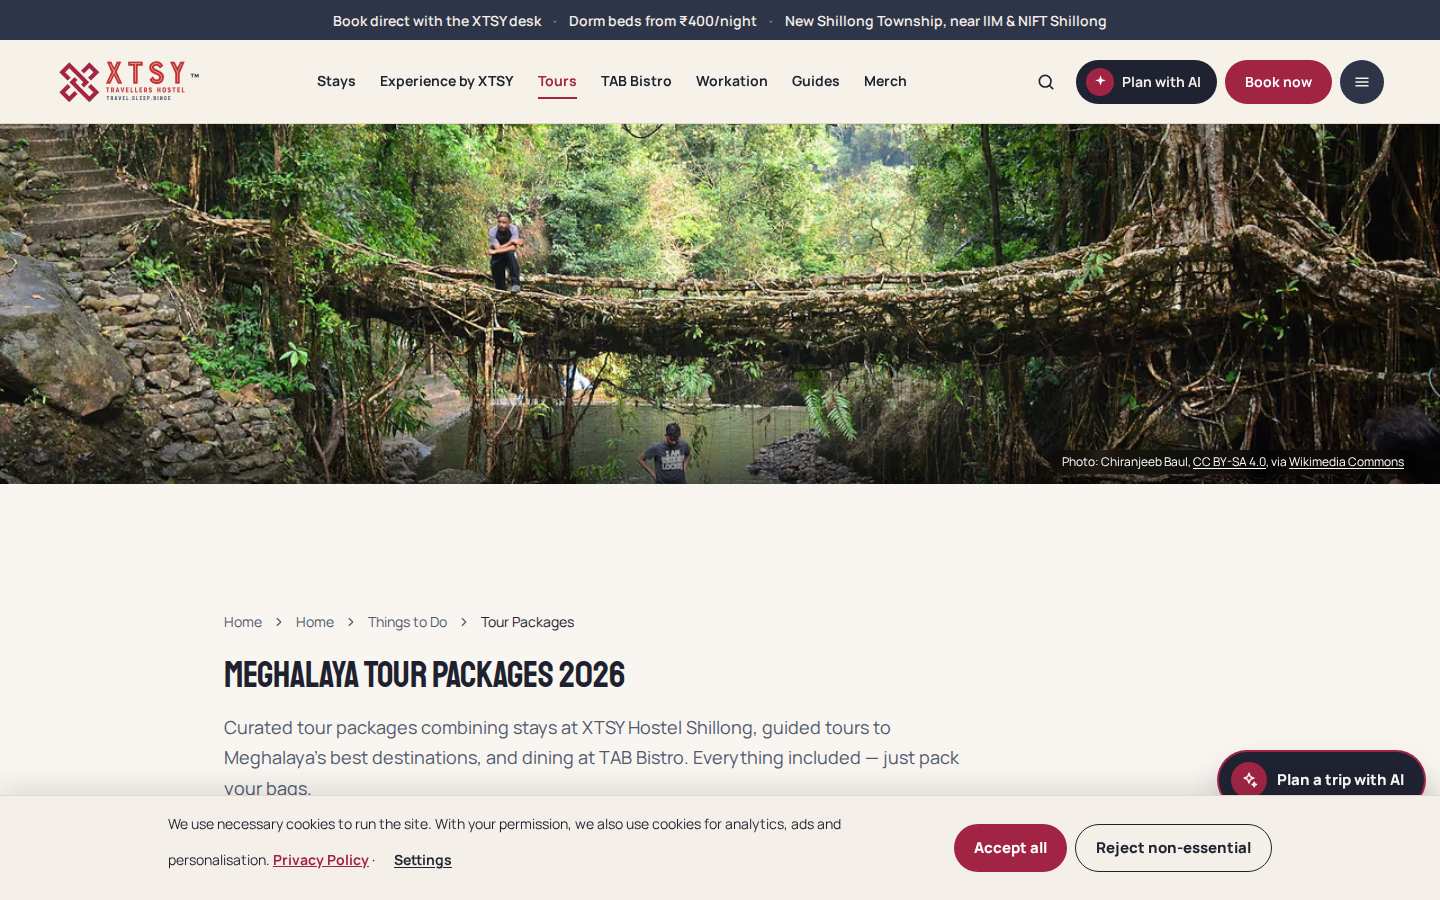 Book direct with the XTSY desk · Dorm beds from ₹400/night · New Shillong Township, near IIM & NIFT Shillong
XTSY ™
TRAVELLERS HOSTEL
TRAVEL.SLEEP.BINGE
Stays Experience by XTSY Tours TAB Bistro Workation Guides Merch
Plan with AI
Book now
I AM
LOCKED
Photo: Chiranjeeb Baul, CC BY-SA 4.0, via Wikimedia Commons
Home > Home > Things to Do > Tour Packages
MEGHALAYA TOUR PACKAGES 2026
Curated tour packages combining stays at XTSY Hostel Shillong, guided tours to
Meghalaya's best destinations, and dining at TAB Bistro. Everything included — just pack
your bags.
Plan a trip with AI
We use necessary cookies to run the site. With your permission, we also use cookies for analytics, ads and
personalisation. Privacy Policy · Settings
Accept all
Reject non-essential